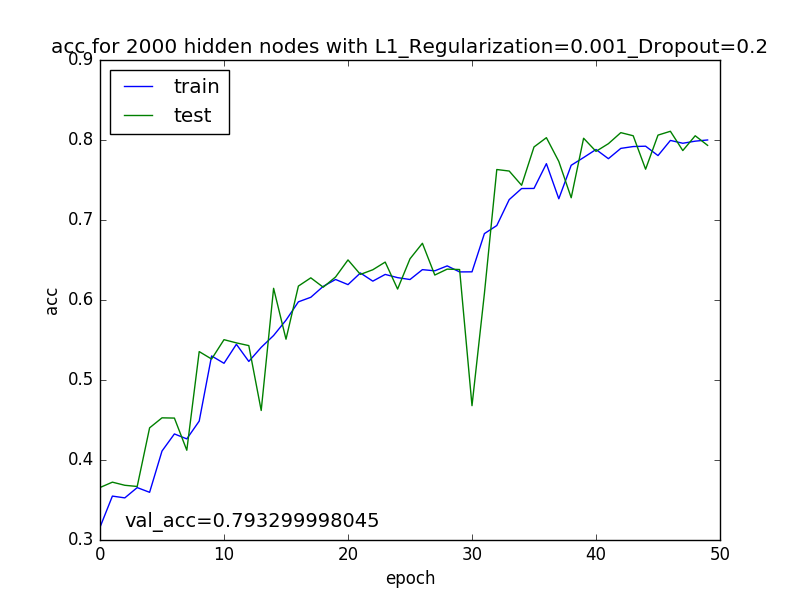 acc for 2000 hidden nodes with L1_Regularization=0.001_Dropout=0.2
0.9
train
test
0.8
0.7
0.6
acc
0.5
0.4
val_acc=0.793299998045
0.3
0 10 20 30 40 50
epoch